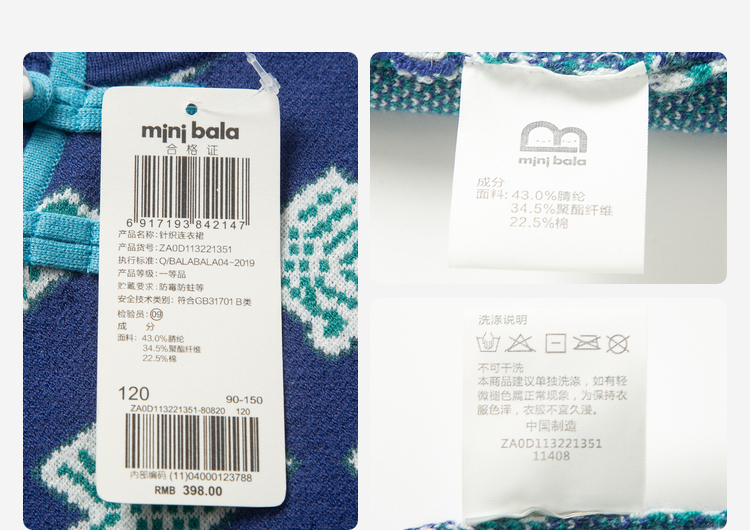 mini bala
合格证
6 917193 842147
产品名称: 针织连衣裙
产品货号: ZA0D113221351
执行标准: Q/BALABALA04-2019
产品等级: 一等品
贮藏要求: 防霉防蛀等
安全技术类别: 符合GB31701 B类
检验员: 09
成 分
面料: 43.0%腈纶
34.5%聚酯纤维
22.5%棉
120 90-150
ZA0D113221351-80820 120
内部编码 (11)04000123788
RMB 398.00
mini bala
成分
面料: 43.0%腈纶
34.5%聚酯纤维
22.5%棉
洗涤说明
不可干洗
本商品建议单独洗涤，如有轻
微褪色属正常现象，为保持衣
服色泽，衣服不宜久浸。
中国制造
ZA0D113221351
11408